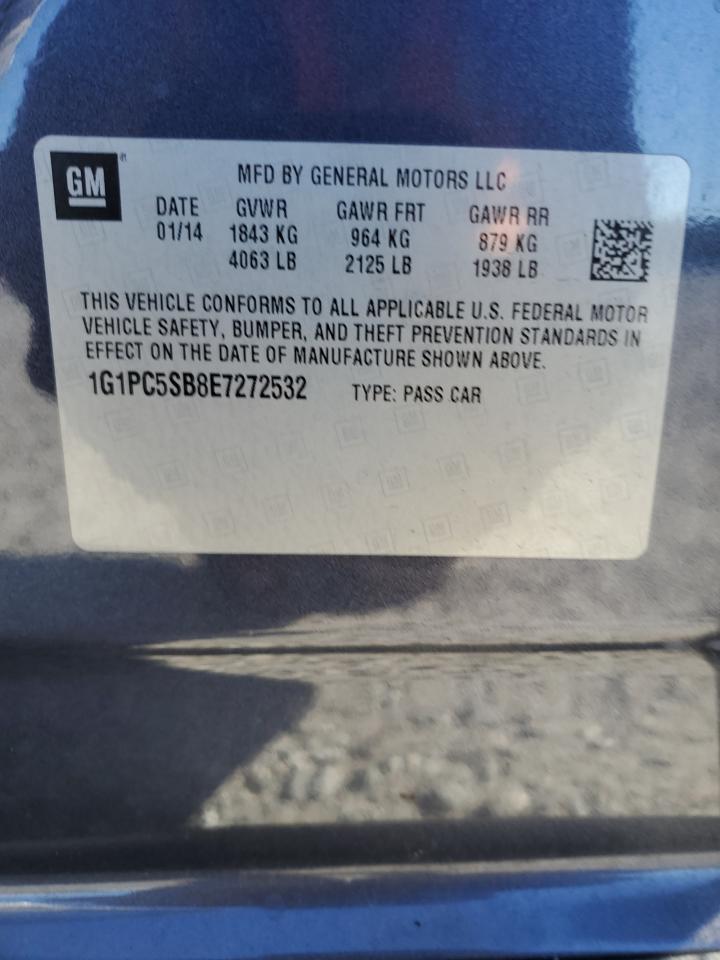 GM
MFD BY GENERAL MOTORS LLC
DATE GVWR GAWR FRT GAWR RR
01/14 1843 KG 964 KG 879 KG
4063 LB 2125 LB 1938 LB
THIS VEHICLE CONFORMS TO ALL APPLICABLE U.S. FEDERAL MOTOR
VEHICLE SAFETY, BUMPER, AND THEFT PREVENTION STANDARDS IN
EFFECT ON THE DATE OF MANUFACTURE SHOWN ABOVE.
1G1PC5SB8E7272532 TYPE: PASS CAR